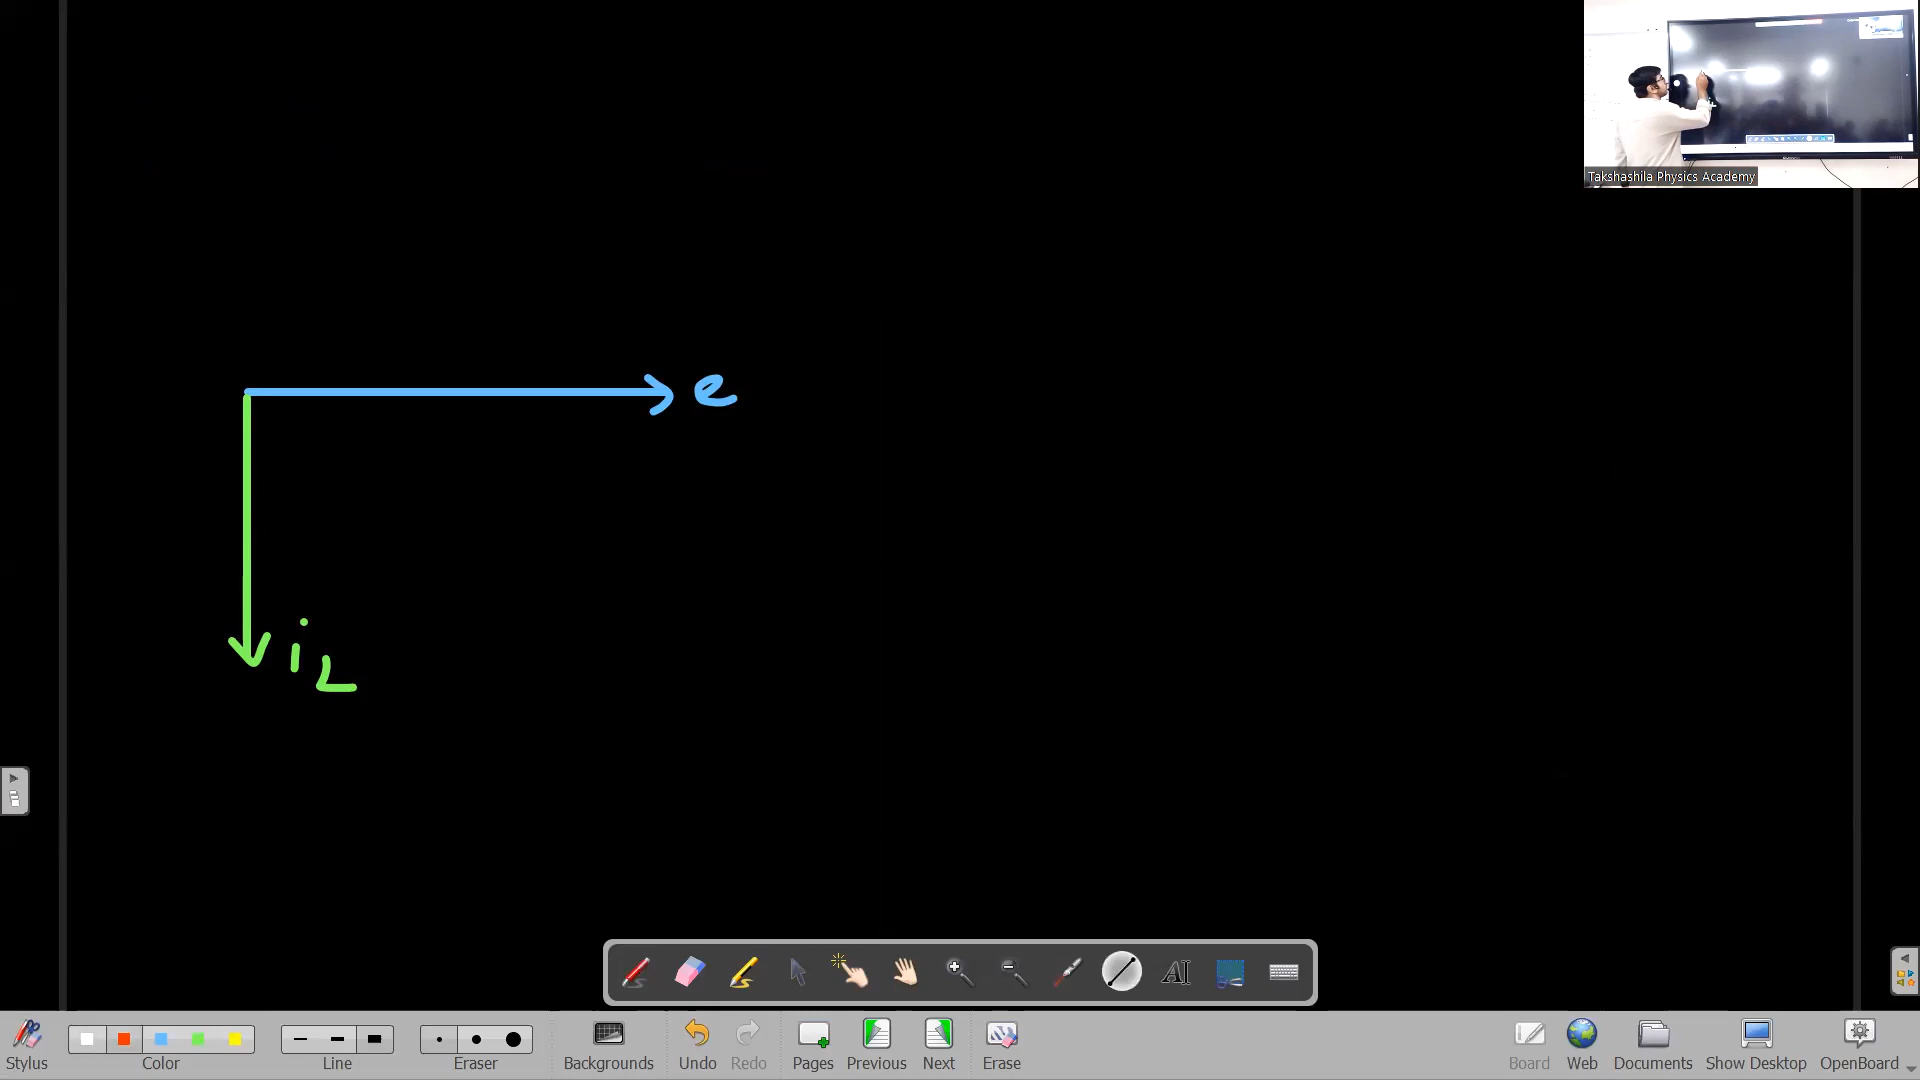 Takshashila Physics Academy
e
i L
Stylus
Color
Line
Eraser
Backgrounds
Undo
Redo
Pages
Previous
Next
Erase
Board
Web
Documents
Show Desktop
OpenBoard
AI